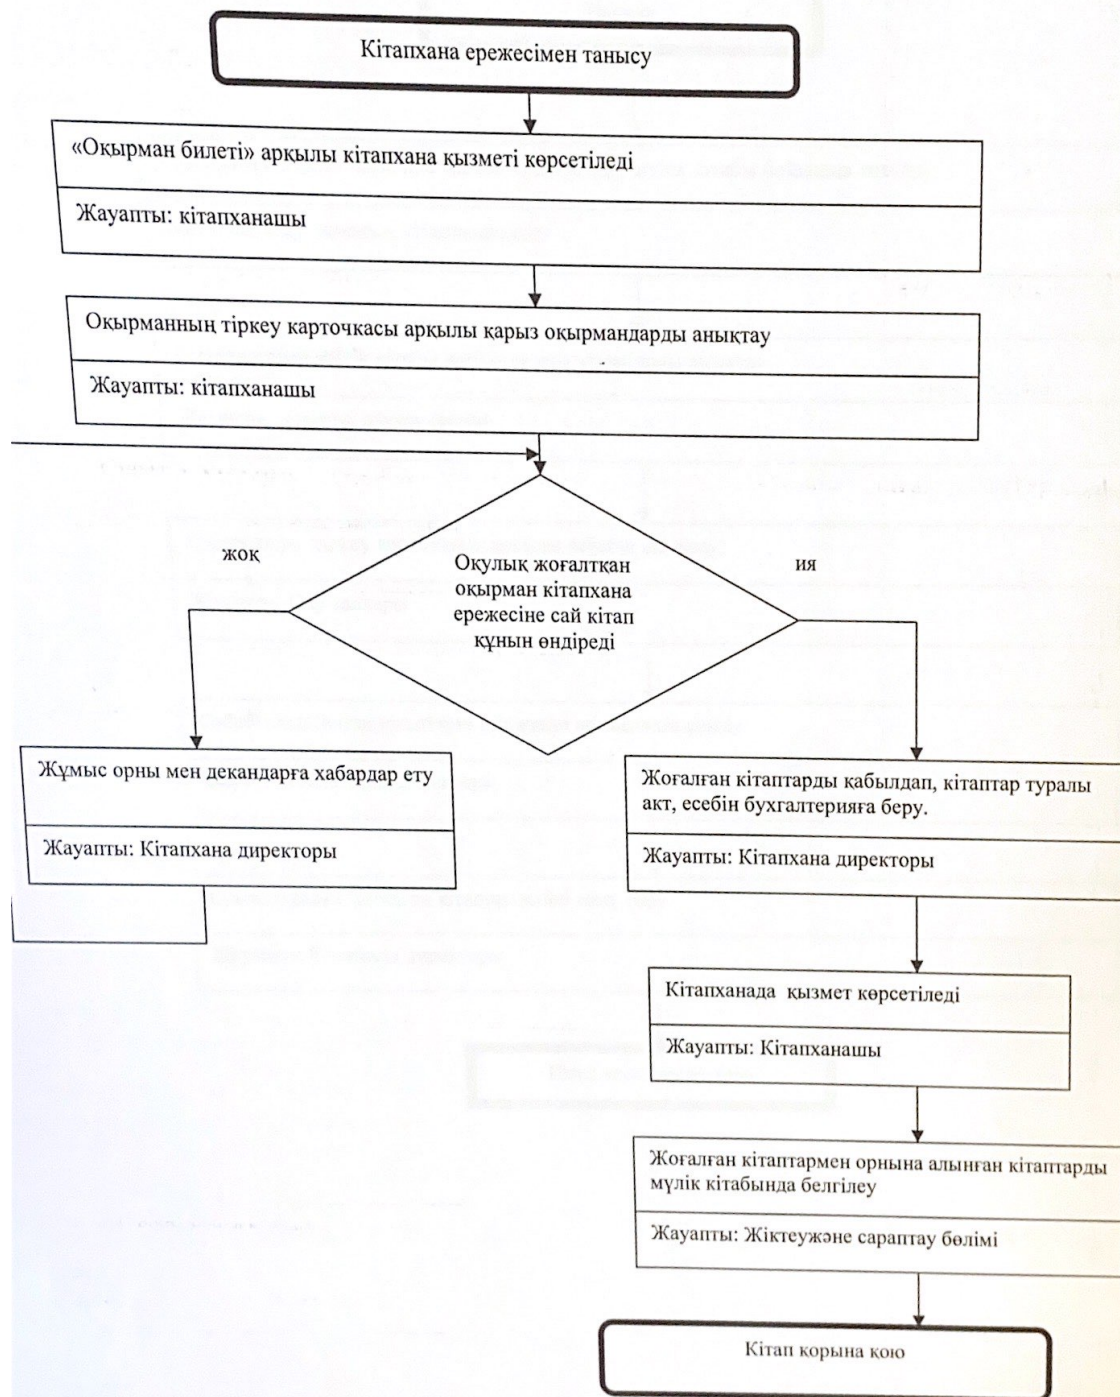 Кітапхана ережесімен танысу
«Оқырман билеті» арқылы кітапхана қызметі көрсетіледі
Жауапты: кітапханашы
Оқырманның тіркеу карточкасы арқылы қарыз оқырмандарды анықтау
Жауапты: кітапханашы
жоқ
ия
Оқулық жоғалтқан
оқырман кітапхана
ережесіне сай кітап
құнын өндіреді
Жұмыс орны мен декандарға хабардар ету
Жауапты: Кітапхана директоры
Жоғалған кітаптарды қабылдап, кітаптар туралы
акт, есебін бухгалтерияға беру.
Жауапты: Кітапхана директоры
Кітапханада қызмет көрсетіледі
Жауапты: Кітапханашы
Жоғалған кітаптармен орнына алынған кітаптарды
мүлік кітабында белгілеу
Жауапты: Жіктеужәне сараптау бөлімі
Кітап қорына қою